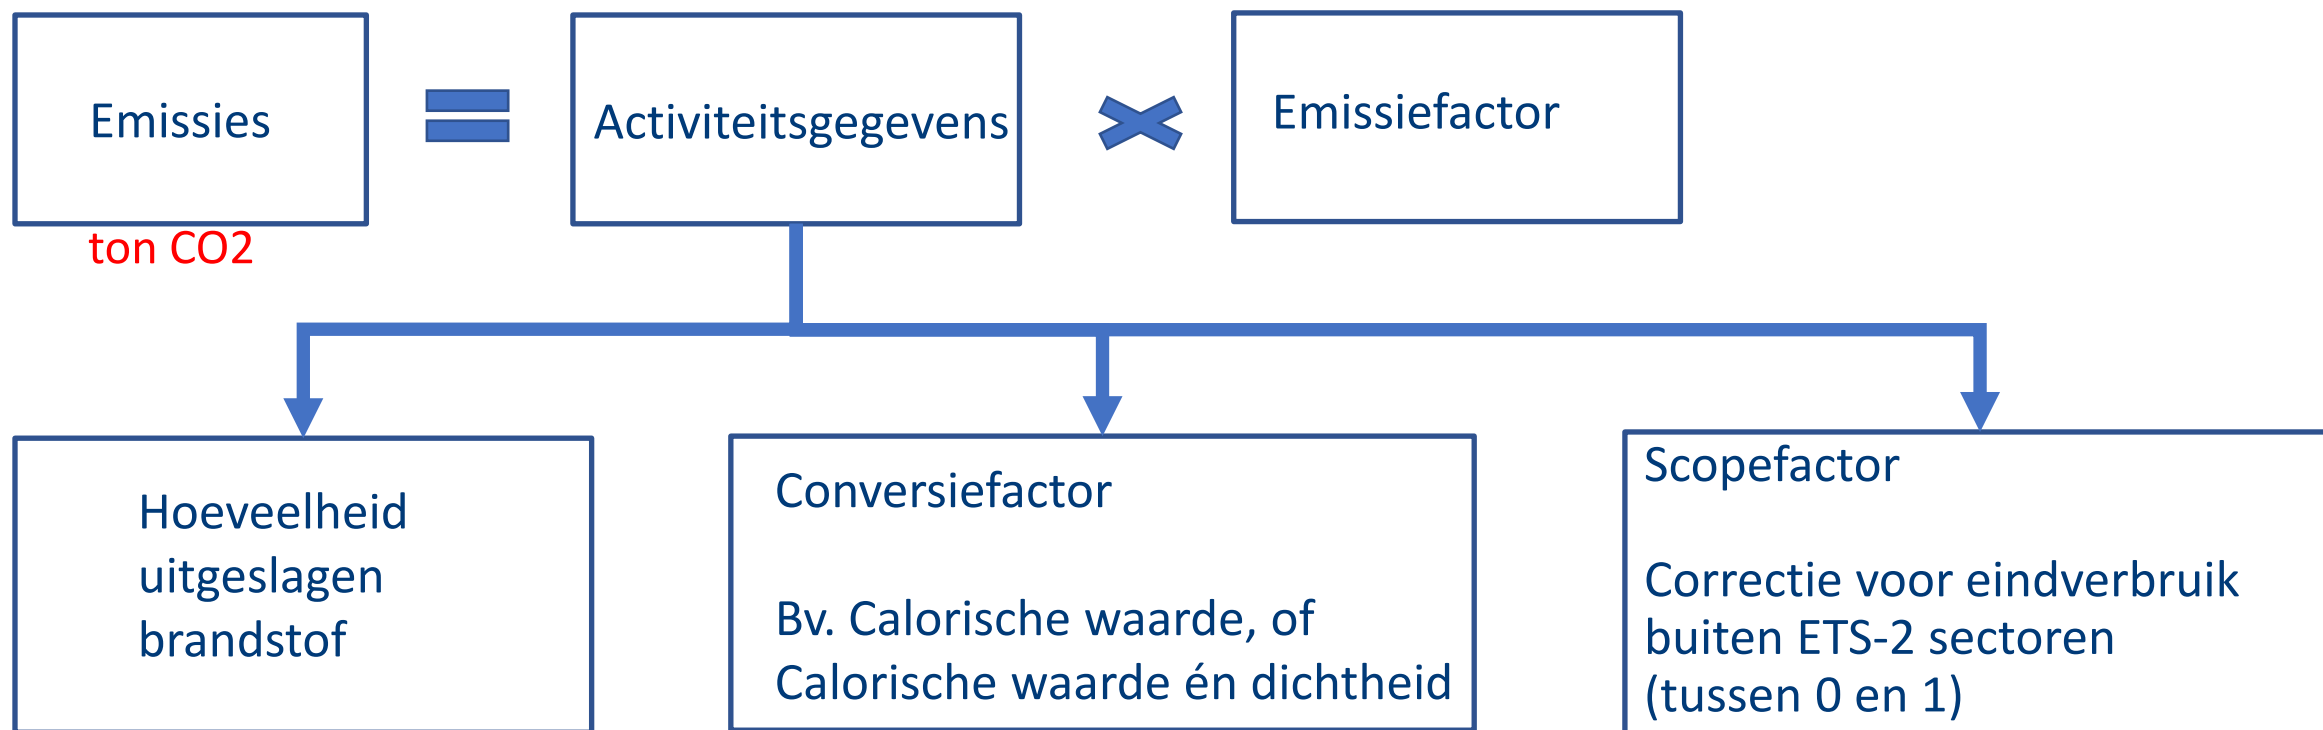 Emissies
Activiteitsgegevens
Emissiefactor
ton CO2
Hoeveelheid
uitgeslagen
brandstof
Conversiefactor
Bv. Calorische waarde, of
Calorische waarde én dichtheid
Scopefactor
Correctie voor eindverbruik
buiten ETS-2 sectoren
(tussen 0 en 1)